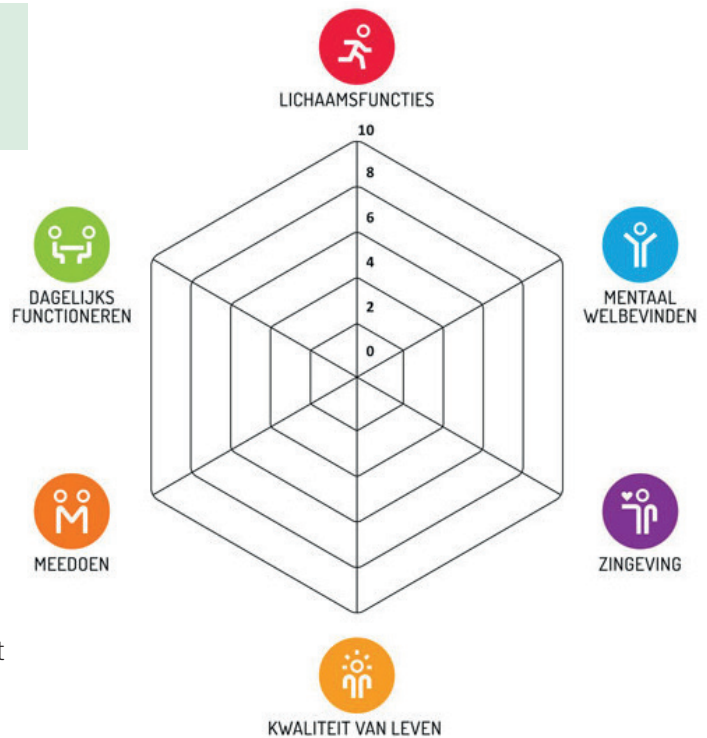 LICHAAMSFUNCTIES
10
8
6
4
2
0
DAGELIJKS
FUNCTIONEREN
MENTAAL
WELBEVINDEN
MEEDOEN
ZINGEVING
t
KWALITEIT VAN LEVEN